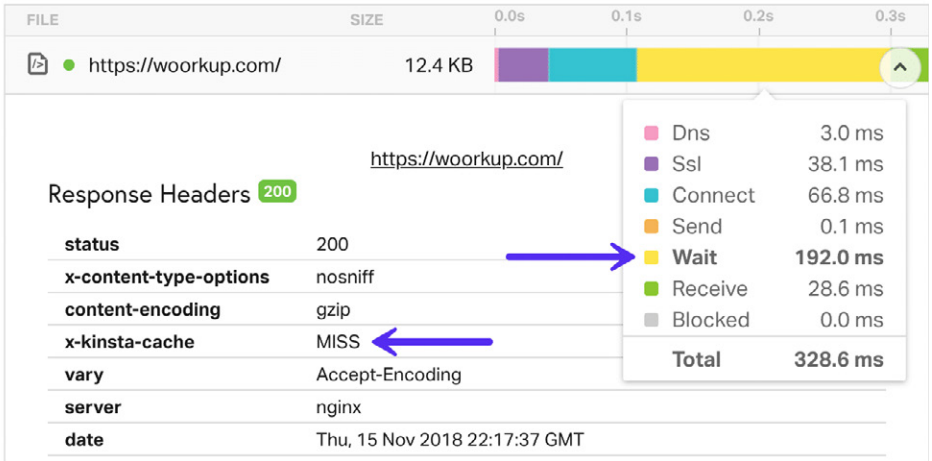 FILE SIZE 0.0s 0.1s 0.2s 0.3s
https://woorkup.com/ 12.4 KB
Dns 3.0 ms
Ssl 38.1 ms
Connect 66.8 ms
Send 0.1 ms
Wait 192.0 ms
Receive 28.6 ms
Blocked 0.0 ms
Total 328.6 ms
https://woorkup.com/
Response Headers 200
status 200
x-content-type-options nosniff
content-encoding gzip
x-kinsta-cache MISS
vary Accept-Encoding
server nginx
date Thu, 15 Nov 2018 22:17:37 GMT